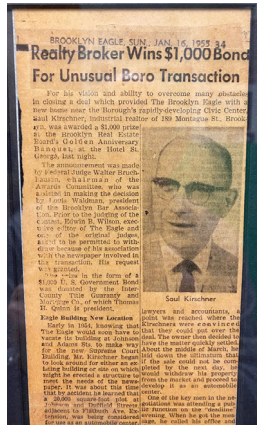 BROOKLYN EAGLE, SUN., JAN. 16, 1955 34
Realty Broker Wins $1,000 Bond
For Unusual Boro Transaction
For his vision and ability to overcome many obstacles
in closing a deal which provided The Brooklyn Eagle with a
new home near the Borough's rapidly-developing Civic Center,
Saul Kirschner, industrial realtor of 189 Montague St., Brook-
lyn, was awarded a $1,000 prize
at the Brooklyn Real Estate
Board's Golden Anniversary
Banquet, at the Hotel St.
George, last night.
The announcement was made
by Federal Judge Walter Bruch-
hausen, chairman of the
Awards Committee, who was
assisted in making the decision
by Louis Waldman, president
of the Brooklyn Bar Associa-
tion. Prior to the judging of the
contest, Edwin B. Wilson, exec-
utive editor of The Eagle and
one of the original judges,
asked to be permitted to with-
draw because of his association
with the newspaper involved in
the transaction. His request
was granted.
in the form of a
$1,000 U. S. Government Bond
was donated by the Inter-
County Title Guaranty and
Mortgage Co., of which Thomas
H. Quinn is president.
Eagle Building New Location
Early in 1954, knowing that
The Eagle would soon have to
vacate its building at Johnson
and Adams Sts. to make way
for the new Supreme Court
Building, Mr. Kirschner began
to look around for either an ex-
isting building or site on which
might be erected a structure to
meet the needs of the news-
paper. It was about this time
that by accident he learned that
a 20,000 square-foot plot at
Johnson and Duffield Streets
adjacent to Flatbush Ave. Ex-
tension, was being considered
for use as an automobile center.
Saul Kirschner
lawyers and accountants, a
point was reached where the
Kirschners were convinced
that they could put over the
deal. The owner then decided to
have the matter quickly settled.
About the middle of March, he
laid down the ultimatum that
if the sale could not be com-
pleted by the next day, he
would withdraw his property
from the market and proceed to
develop it as an automobile
center.
One of the key men in the ne-
gotiations was attending a pub-
lic function on the "deadline"
evening. When he got the mes-
sage, he called his office and